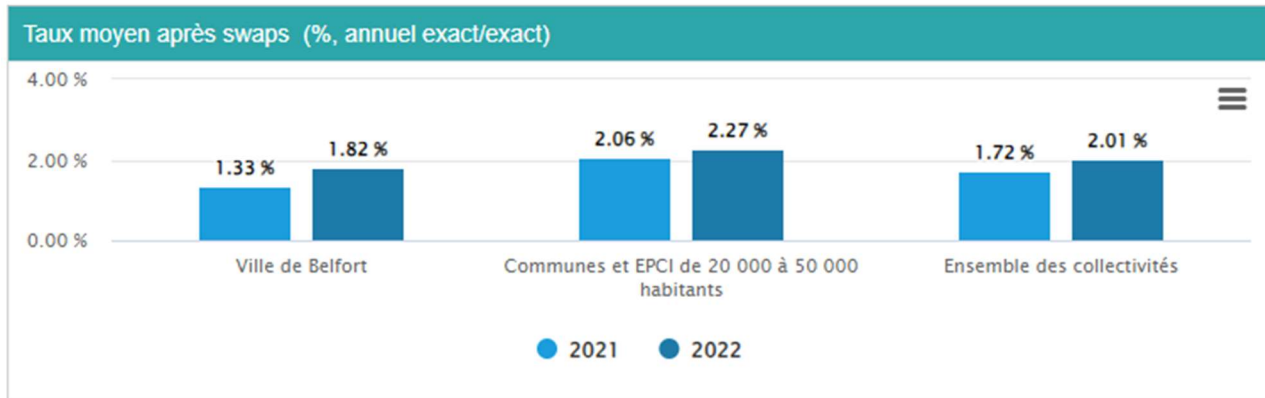 Taux moyen après swaps (%, annuel exact/exact)
4.00 %
2.00 %
0.00 %
1.33 %
1.82 %
2.06 %
2.27 %
1.72 %
2.01 %
Ville de Belfort
Communes et EPCI de 20 000 à 50 000
habitants
Ensemble des collectivités
2021
2022